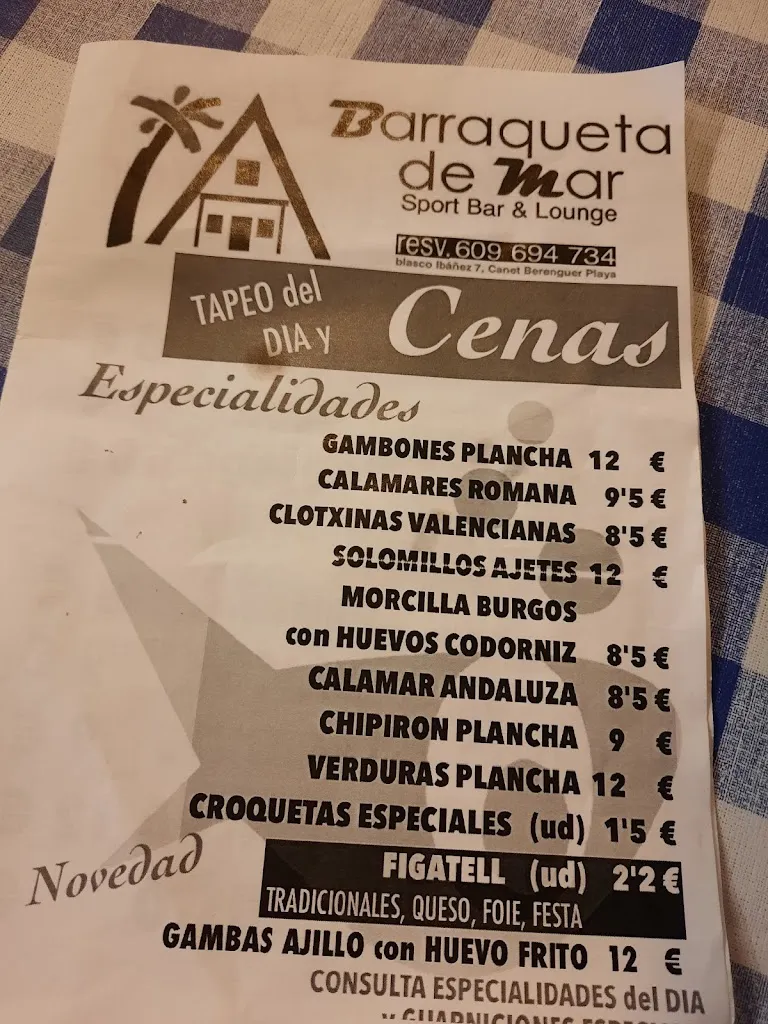 Barraqueta
de Mar
Sport Bar & Lounge
resv. 609 694 734
blasco Ibáñez 7, Canet Berenguer Playa
TAPEO del
DIA y
Cenas
Especialidades
GAMBONES PLANCHA 12 €
CALAMARES ROMANA 9'5 €
CLOTXINAS VALENCIANAS 8'5 €
SOLOMILLOS AJETES 12 €
MORCILLA BURGOS
con HUEVOS CODORNIZ 8'5 €
CALAMAR ANDALUZA 8'5 €
CHIPIRON PLANCHA 9 €
VERDURAS PLANCHA 12 €
CROQUETAS ESPECIALES (ud) 1'5 €
Novedad
FIGATELL (ud) 2'2 €
TRADICIONALES, QUESO, FOIE, FESTA
GAMBAS AJILLO con HUEVO FRITO 12 €
CONSULTA ESPECIALIDADES del DIA
y GUARNICIONES